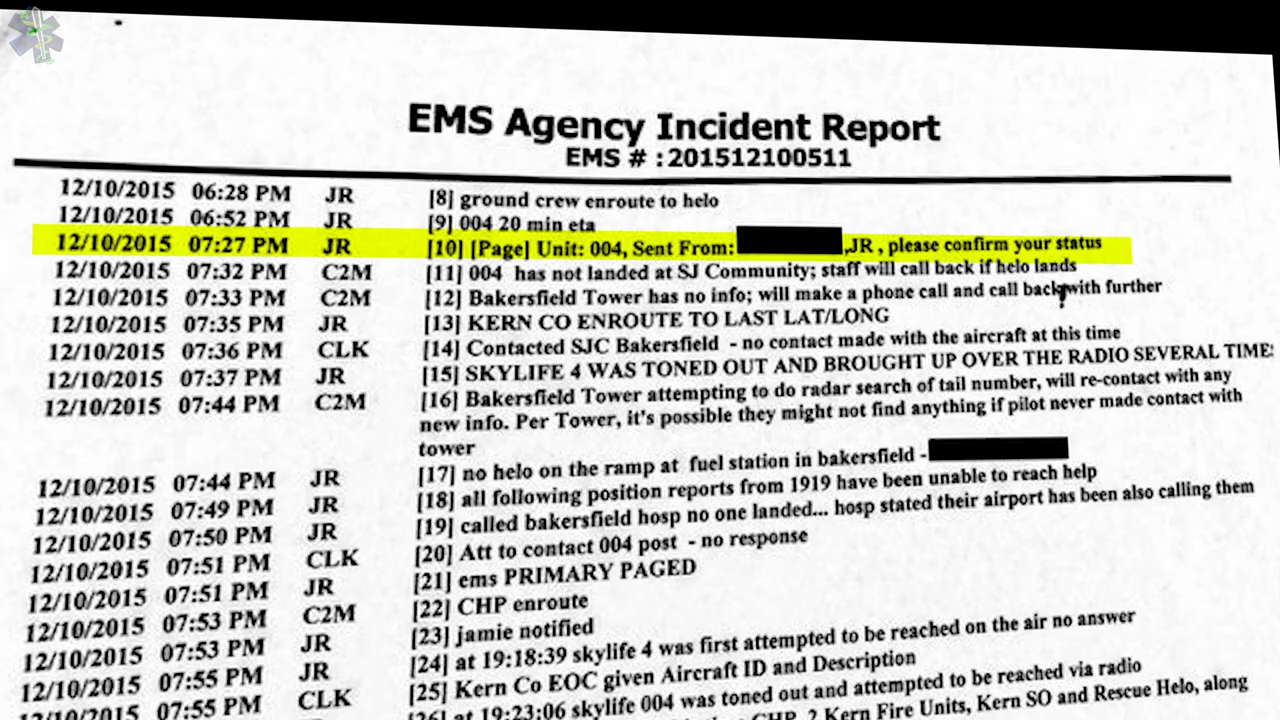 EMS Agency Incident Report
EMS # : 201512100511
12/10/2015 06:28 PM JR [8] ground crew enroute to helo
12/10/2015 06:52 PM JR [9] 004 20 min eta
12/10/2015 07:27 PM JR [10] [Page] Unit: 004, Sent From: ,JR , please confirm your status
12/10/2015 07:32 PM C2M [11] 004 has not landed at SJ Community; staff will call back if helo lands
12/10/2015 07:33 PM C2M [12] Bakersfield Tower has no info; will make a phone call and call back with further
12/10/2015 07:35 PM JR [13] KERN CO ENROUTE TO LAST LAT/LONG
12/10/2015 07:36 PM CLK [14] Contacted SJC Bakersfield - no contact made with the aircraft at this time
12/10/2015 07:37 PM JR [15] SKYLIFE 4 WAS TONED OUT AND BROUGHT UP OVER THE RADIO SEVERAL TIME
12/10/2015 07:44 PM C2M [16] Bakersfield Tower attempting to do radar search of tail number, will re-contact with any
new info. Per Tower, it's possible they might not find anything if pilot never made contact with
tower
12/10/2015 07:44 PM JR [17] no helo on the ramp at fuel station in bakersfield -
12/10/2015 07:49 PM JR [18] all following position reports from 1919 have been unable to reach help
12/10/2015 07:50 PM JR [19] called bakersfield hosp no one landed... hosp stated their airport has been also calling them
12/10/2015 07:51 PM CLK [20] Att to contact 004 post - no response
12/10/2015 07:51 PM JR [21] ems PRIMARY PAGED
12/10/2015 07:53 PM C2M [22] CHP enroute
12/10/2015 07:53 PM JR [23] jamie notified
12/10/2015 07:55 PM JR [24] at 19:18:39 skylife 4 was first attempted to be reached on the air no answer
12/10/2015 07:55 PM CLK [25] Kern Co EOC given Aircraft ID and Description
[26] at 19:23:06 skylife 004 was toned out and attempted to be reached via radio
CHP, 2 Kern Fire Units, Kern SO and Rescue Helo, along